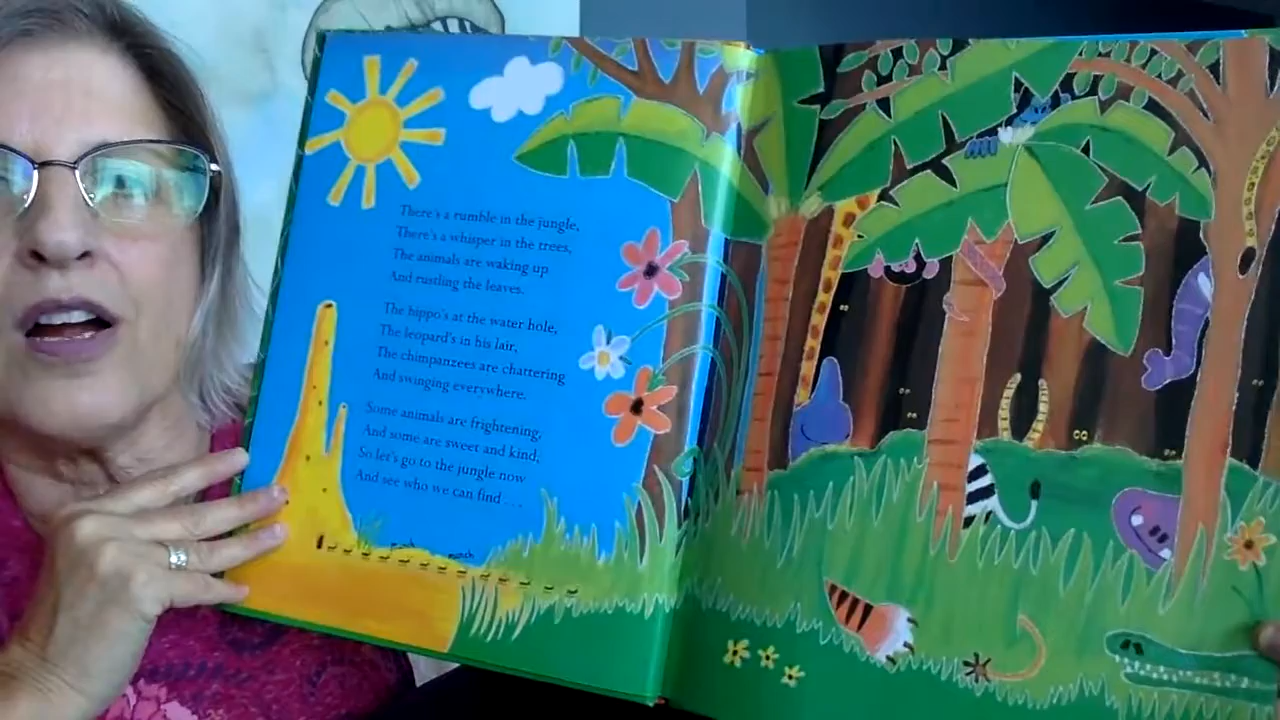 There's a rumble in the jungle,
There's a whisper in the trees,
The animals are waking up
And rustling the leaves.
The hippo's at the water hole,
The leopard's in his lair,
The chimpanzees are chattering
And swinging everywhere.
Some animals are frightening,
And some are sweet and kind,
So let's go to the jungle now
And see who we can find . . . .
munch
munch